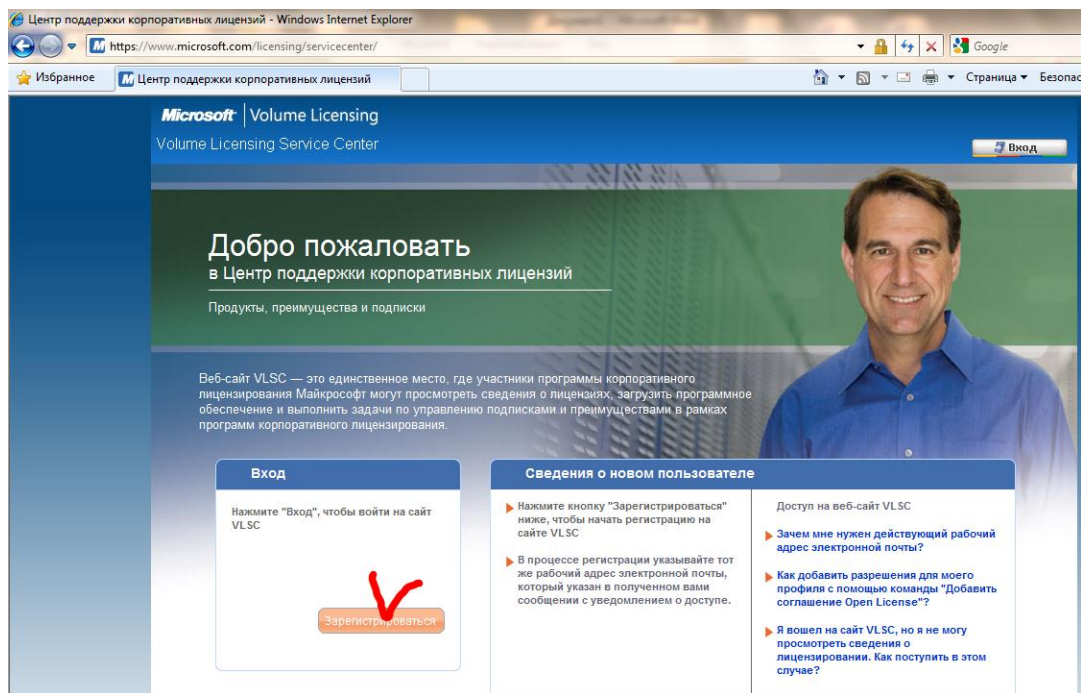 Центр поддержки корпоративных лицензий - Windows Internet Explorer
https://www.microsoft.com/licensing/servicecenter/
Google
Избранное
Центр поддержки корпоративных лицензий
Страница
Безопас
Microsoft Volume Licensing
Volume Licensing Service Center
Вход
Добро пожаловать
в Центр поддержки корпоративных лицензий
Продукты, преимущества и подписки
Веб-сайт VLSC — это единственное место, где участники программы корпоративного
лицензирования Майкрософт могут просмотреть сведения о лицензиях, загрузить программное
обеспечение и выполнить задачи по управлению подписками и преимуществами в рамках
программ корпоративного лицензирования.
Вход
Нажмите "Вход", чтобы войти на сайт
VLSC
Зарегистрироваться
Сведения о новом пользователе
Нажмите кнопку "Зарегистрироваться"
ниже, чтобы начать регистрацию на
сайте VLSC
В процессе регистрации указывайте тот
же рабочий адрес электронной почты,
который указан в полученном вами
сообщении с уведомлением о доступе.
Доступ на веб-сайт VLSC
Зачем мне нужен действующий рабочий
адрес электронной почты?
Как добавить разрешения для моего
профиля с помощью команды "Добавить
соглашение Open License"?
Я вошел на сайт VLSC, но я не могу
просмотреть сведения о
лицензировании. Как поступить в этом
случае?